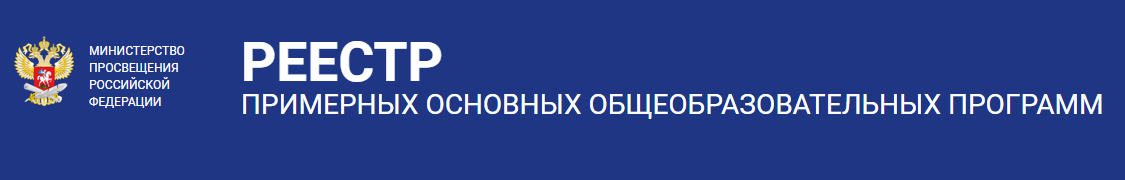 МИНИСТЕРСТВО
ПРОСВЕЩЕНИЯ
РОССИЙСКОЙ
ФЕДЕРАЦИИ
РЕЕСТР
ПРИМЕРНЫХ ОСНОВНЫХ ОБЩЕОБРАЗОВАТЕЛЬНЫХ ПРОГРАММ